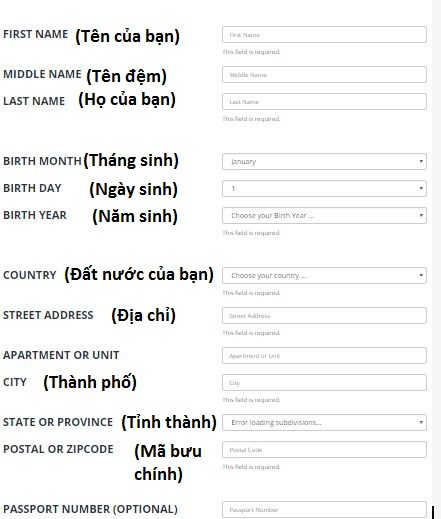 FIRST NAME (Tên của bạn) First Name
This field is required.
MIDDLE NAME (Tên đệm) Middle Name
LAST NAME (Họ của bạn) Last Name
This field is required.
BIRTH MONTH (Tháng sinh) January
BIRTH DAY (Ngày sinh) 1
BIRTH YEAR (Năm sinh) Choose your Birth Year ...
This field is required.
COUNTRY (Đất nước của bạn) Choose your country ...
This field is required.
STREET ADDRESS (Địa chỉ) Street Address
This field is required.
APARTMENT OR UNIT Apartment or Unit
CITY (Thành phố) City
This field is required.
STATE OR PROVINCE (Tỉnh thành) Error loading subdivisions...
POSTAL OR ZIPCODE (Mã bưu Postal Code
chính) This field is required.
PASSPORT NUMBER (OPTIONAL) Passport Number